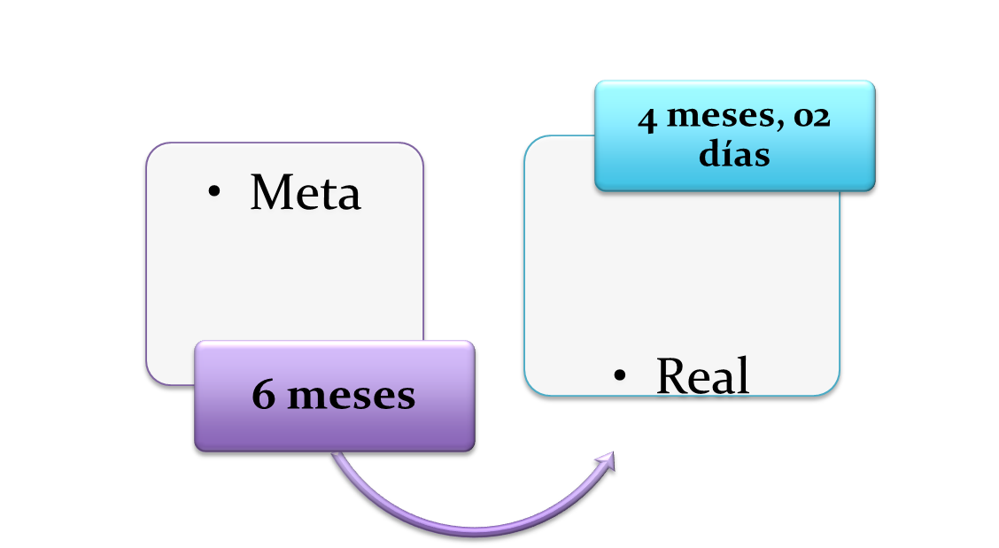 • Meta
6 meses
4 meses, 02
días
• Real